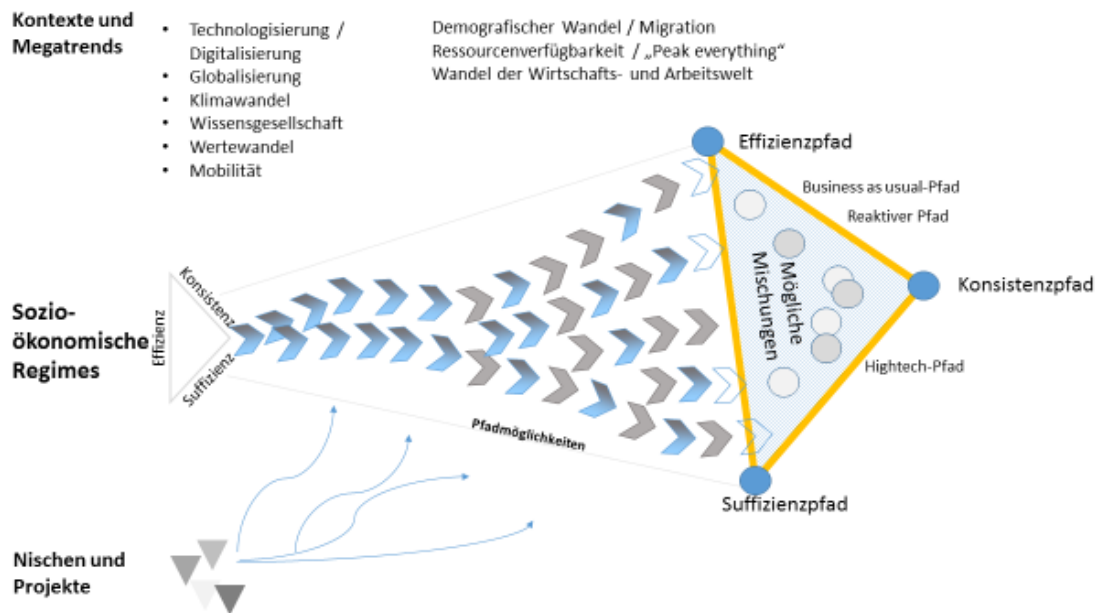 Kontexte und
Megatrends
• Technologisierung /
Digitalisierung
• Globalisierung
• Klimawandel
• Wissensgesellschaft
• Wertewandel
• Mobilität
Demografischer Wandel / Migration
Ressourcenverfügbarkeit / „Peak everything“
Wandel der Wirtschafts- und Arbeitswelt
Effizienzpfad
Business as usual-Pfad
Reaktiver Pfad
Konsistenzpfad
Mögliche
Mischungen
Hightech-Pfad
Suffizienzpfad
Sozio-
ökonomische
Regimes
Effizienz
Konsistenz
Suffizienz
Pfadmöglichkeiten
Nischen und
Projekte